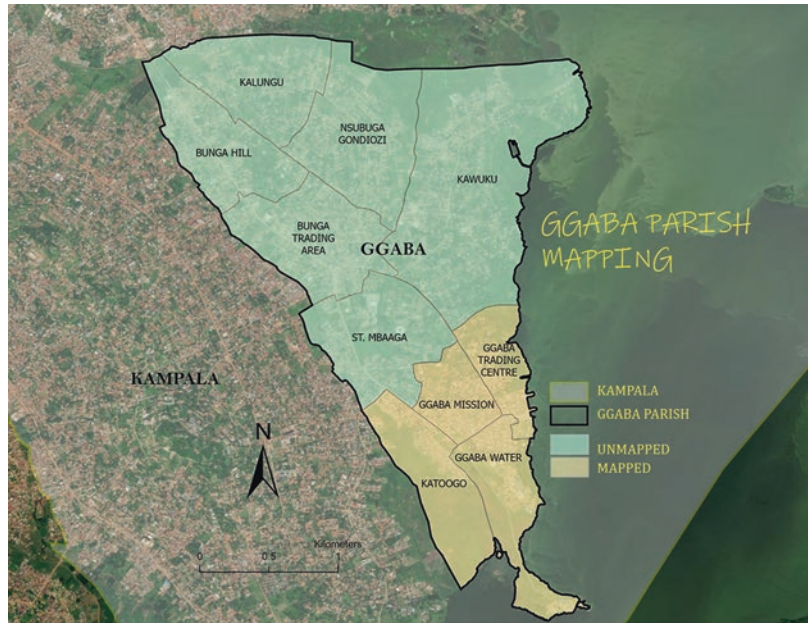 KALUNGU
NSUBUGA
GONDIOZI
BUNGA HILL
KAWUKU
BUNGA
TRADING
AREA
GGABA
GGABA PARISH
MAPPING
ST. MBAAGA
GGABA
TRADING
CENTRE
KAMPALA
GGABA MISSION
KAMPALA
GGABA PARISH
UNMAPPED
MAPPED
N
GGABA WATER
KATOOGO
Kilometers
0 0.5 1